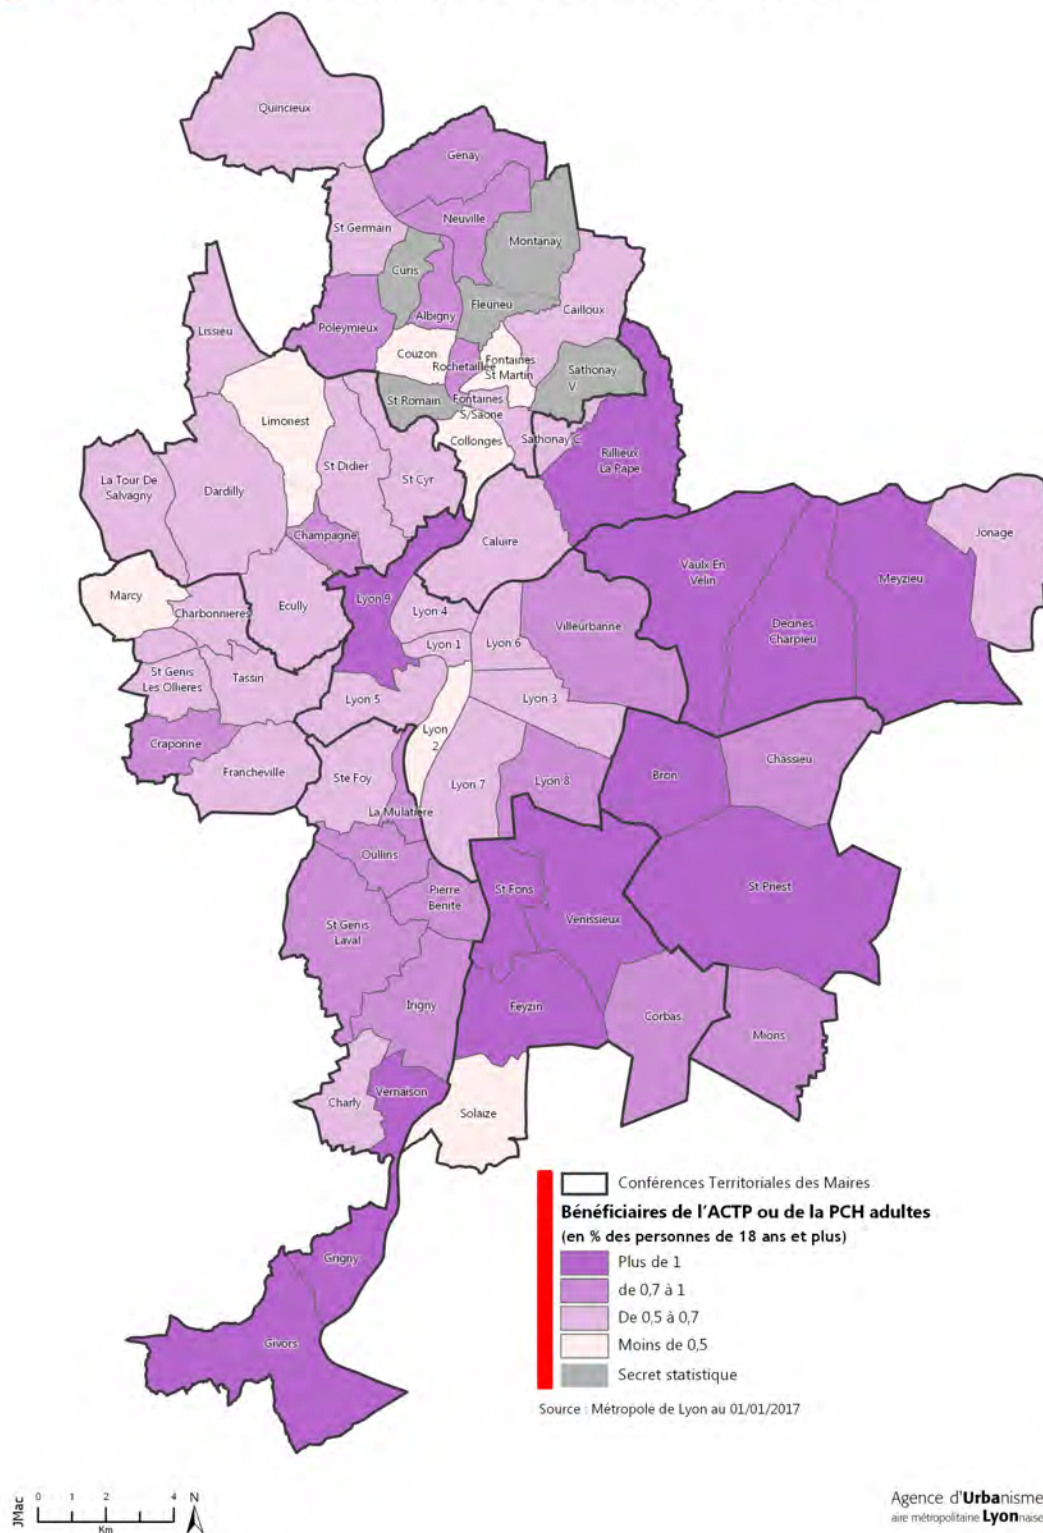 Quincieux
Genay
Neuville
St Germain
Montanay
Curis
Fleurieu
Cailloux
Albigny
Lissieu
Poleymieux
Couzon
Rochetaillée
Fontaines
St Martin
Sathonay
V
St Romain
Fontaines
S/Saone
Limonest
Collonges
Sathonay C
Rillieux
La Pape
La Tour De
Salvagny
Dardilly
St Didier
St Cyr
Champagne
Caluire
Jonage
Vaulx En
Velin
Meyzieu
Marcy
Charbonnieres
Ecully
Lyon 9
Lyon 4
Villeurbanne
Decines
Charpieu
Lyon 1
Lyon 6
St Genis
Les Ollieres
Tassin
Lyon 5
Lyon 3
Lyon
2
Craponne
Francheville
Ste Foy
Lyon 7
Lyon 8
Bron
Chassieu
La Mulatière
Oullins
Pierre
Benite
St Fons
St Priest
St Genis
Laval
Venissieux
Irigny
Feyzin
Corbas
Mions
Vernaison
Charly
Solaize
Grigny
Givors
Conférences Territoriales des Maires
Bénéficiaires de l'ACTP ou de la PCH adultes
(en % des personnes de 18 ans et plus)
Plus de 1
de 0,7 à 1
De 0,5 à 0,7
Moins de 0,5
Secret statistique
Source : Métropole de Lyon au 01/01/2017
JMac
0 1 2 4 N
Km
Agence d'Urbanisme
aire métropolitaine Lyonnaise